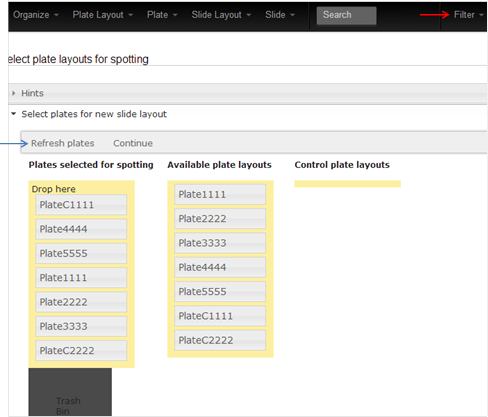 Organize Plate Layout Plate Slide Layout Slide Search Filter
elect plate layouts for spotting
Hints
Select plates for new slide layout
Refresh plates Continue
Plates selected for spotting Available plate layouts Control plate layouts
Drop here
PlateC1111
Plate4444
Plate5555
Plate1111
Plate2222
Plate3333
PlateC2222
Plate1111
Plate2222
Plate3333
Plate4444
Plate5555
PlateC1111
PlateC2222
Trash
Bin